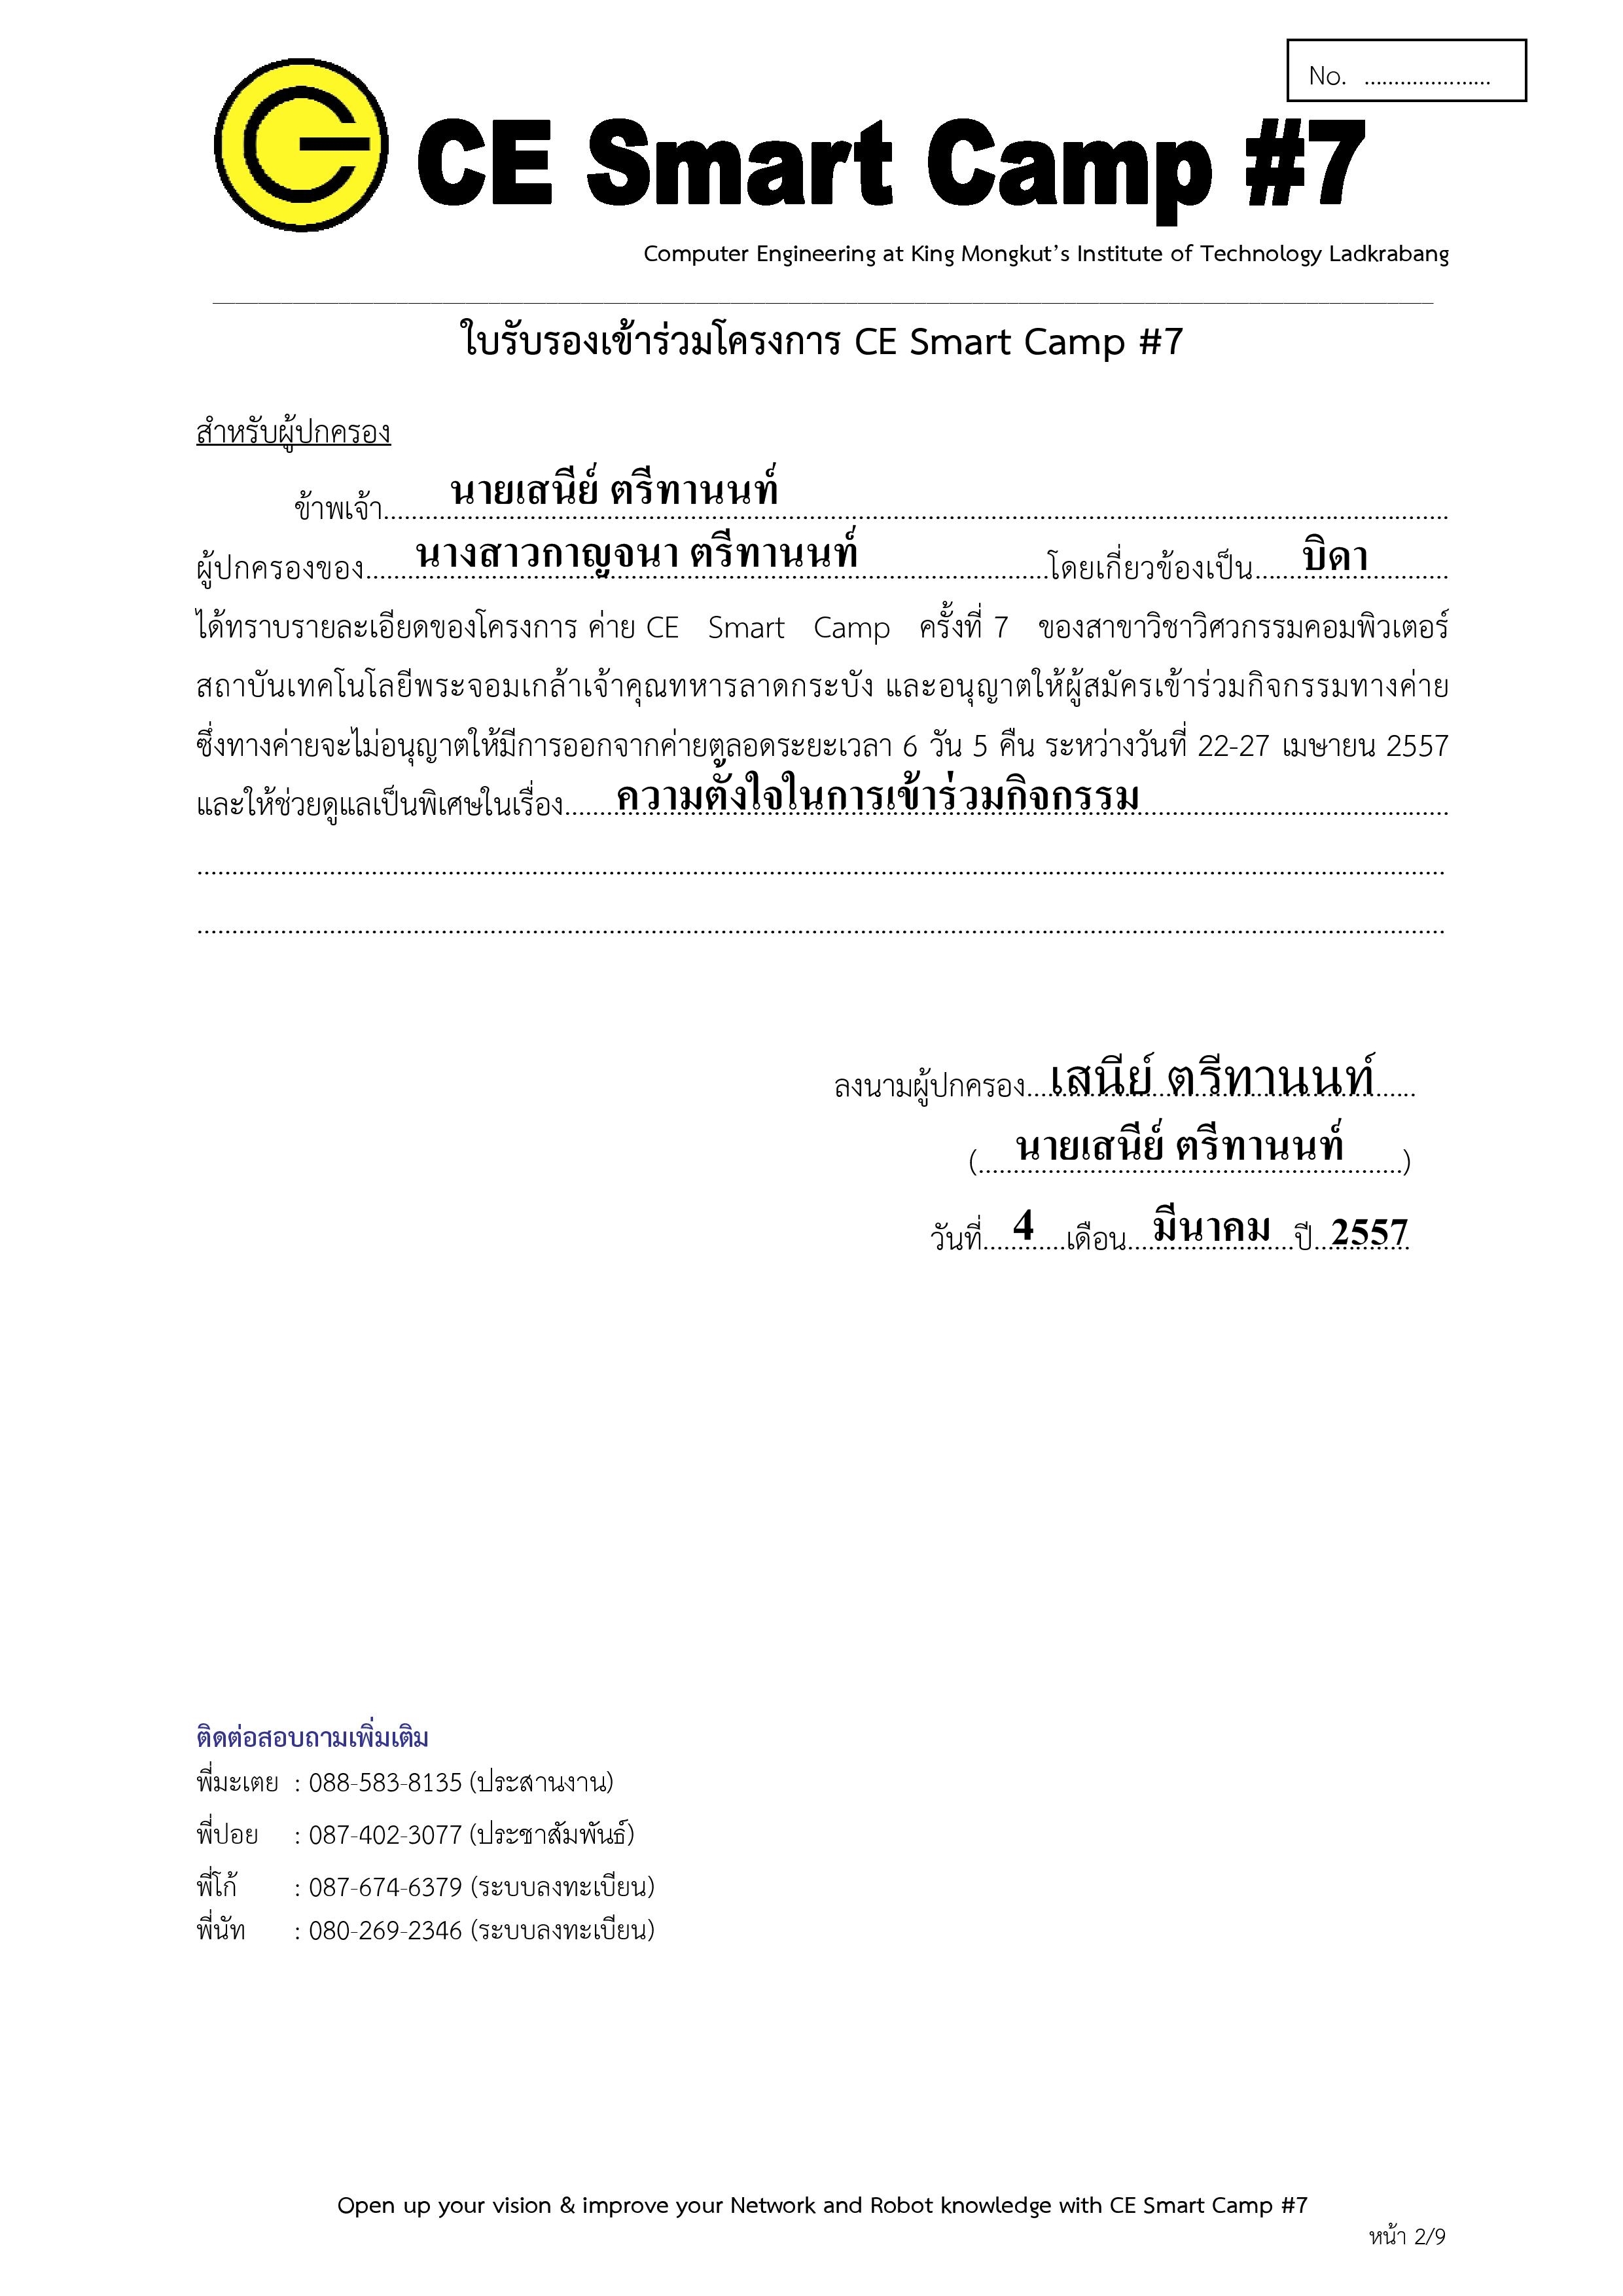 No. .....................
CE Smart Camp #7
Computer Engineering at King Mongkut's Institute of Technology Ladkrabang
ใบรับรองเข้าร่วมโครงการ CE Smart Camp #7
สำหรับผู้ปกครอง
ข้าพเจ้า.....นายเสนีย์ ตรีทานนท์.....
ผู้ปกครองของ.....นางสาวกาญจนา ตรีทานนท์.....โดยเกี่ยวข้องเป็น.....บิดา.....
ได้ทราบรายละเอียดของโครงการ ค่าย CE Smart Camp ครั้งที่ 7 ของสาขาวิชาวิศวกรรมคอมพิวเตอร์
สถาบันเทคโนโลยีพระจอมเกล้าเจ้าคุณทหารลาดกระบัง และอนุญาตให้ผู้สมัครเข้าร่วมกิจกรรมทางค่าย
ซึ่งทางค่ายจะไม่อนุญาตให้มีการออกจากค่ายตลอดระยะเวลา 6 วัน 5 คืน ระหว่างวันที่ 22-27 เมษายน 2557
และให้ช่วยดูแลเป็นพิเศษในเรื่อง.....ความตั้งใจในการเข้าร่วมกิจกรรม.....
ลงนามผู้ปกครอง...เสนีย์ ตรีทานนท์.....
(.....นายเสนีย์ ตรีทานนท์.....)
วันที่.....4.....เดือน.....มีนาคม.....ปี.....2557
ติดต่อสอบถามเพิ่มเติม
พี่มะเตย : 088-583-8135 (ประสานงาน)
พี่ปอย : 087-402-3077 (ประชาสัมพันธ์)
พี่โก้ : 087-674-6379 (ระบบลงทะเบียน)
พี่นัท : 080-269-2346 (ระบบลงทะเบียน)
Open up your vision & improve your Network and Robot knowledge with CE Smart Camp #7
หน้า 2/9